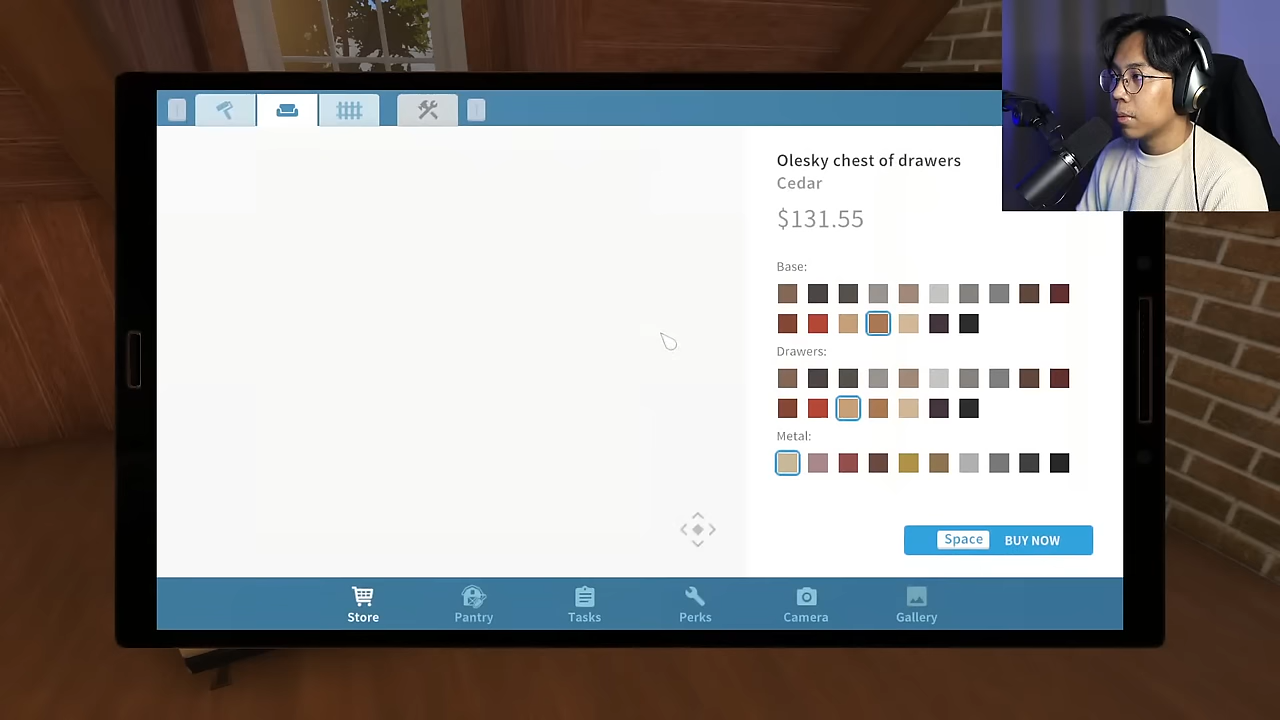 Olesky chest of drawers
Cedar
$131.55
Base:
Drawers:
Metal:
Space BUY NOW
Store Pantry Tasks Perks Camera Gallery